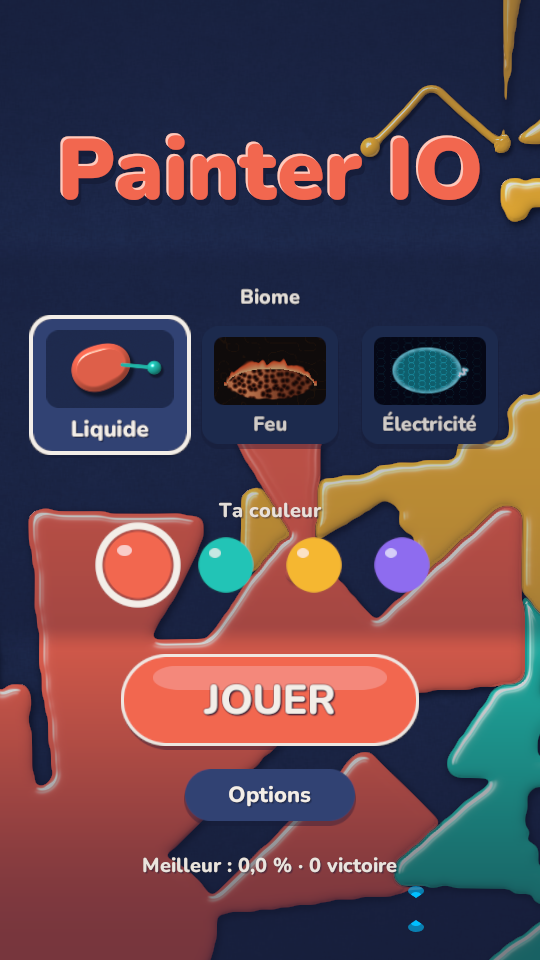 Painter IO
Biome
Liquide
Feu
Électricité
Ta couleur
JOUER
Options
Meilleur : 0,0 % · 0 victoire